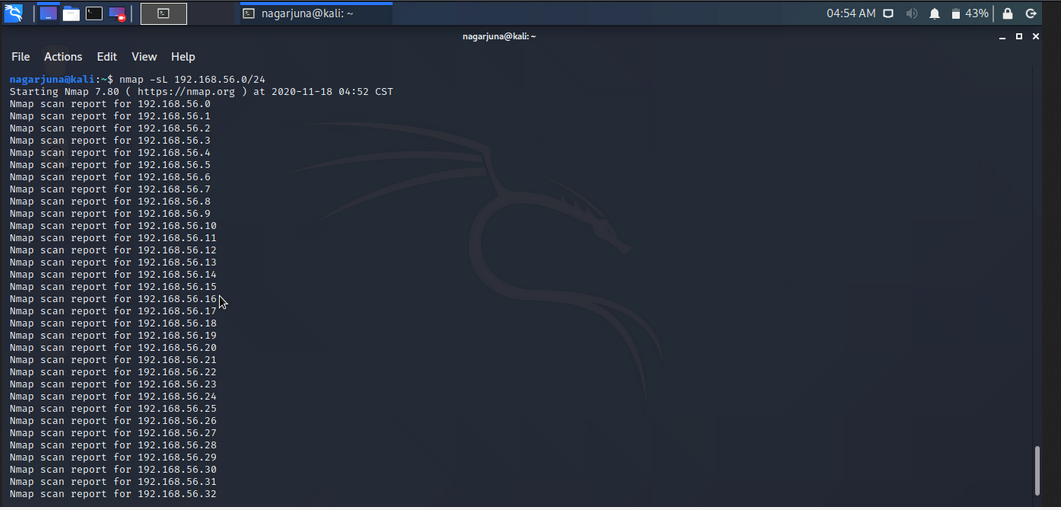 nagarjuna@kali: ~
04:54 AM
43%
nagarjuna@kali:~
File Actions Edit View Help
nagarjuna@kali:~$ nmap -sL 192.168.56.0/24
Starting Nmap 7.80 ( https://nmap.org ) at 2020-11-18 04:52 CST
Nmap scan report for 192.168.56.0
Nmap scan report for 192.168.56.1
Nmap scan report for 192.168.56.2
Nmap scan report for 192.168.56.3
Nmap scan report for 192.168.56.4
Nmap scan report for 192.168.56.5
Nmap scan report for 192.168.56.6
Nmap scan report for 192.168.56.7
Nmap scan report for 192.168.56.8
Nmap scan report for 192.168.56.9
Nmap scan report for 192.168.56.10
Nmap scan report for 192.168.56.11
Nmap scan report for 192.168.56.12
Nmap scan report for 192.168.56.13
Nmap scan report for 192.168.56.14
Nmap scan report for 192.168.56.15
Nmap scan report for 192.168.56.16
Nmap scan report for 192.168.56.17
Nmap scan report for 192.168.56.18
Nmap scan report for 192.168.56.19
Nmap scan report for 192.168.56.20
Nmap scan report for 192.168.56.21
Nmap scan report for 192.168.56.22
Nmap scan report for 192.168.56.23
Nmap scan report for 192.168.56.24
Nmap scan report for 192.168.56.25
Nmap scan report for 192.168.56.26
Nmap scan report for 192.168.56.27
Nmap scan report for 192.168.56.28
Nmap scan report for 192.168.56.29
Nmap scan report for 192.168.56.30
Nmap scan report for 192.168.56.31
Nmap scan report for 192.168.56.32